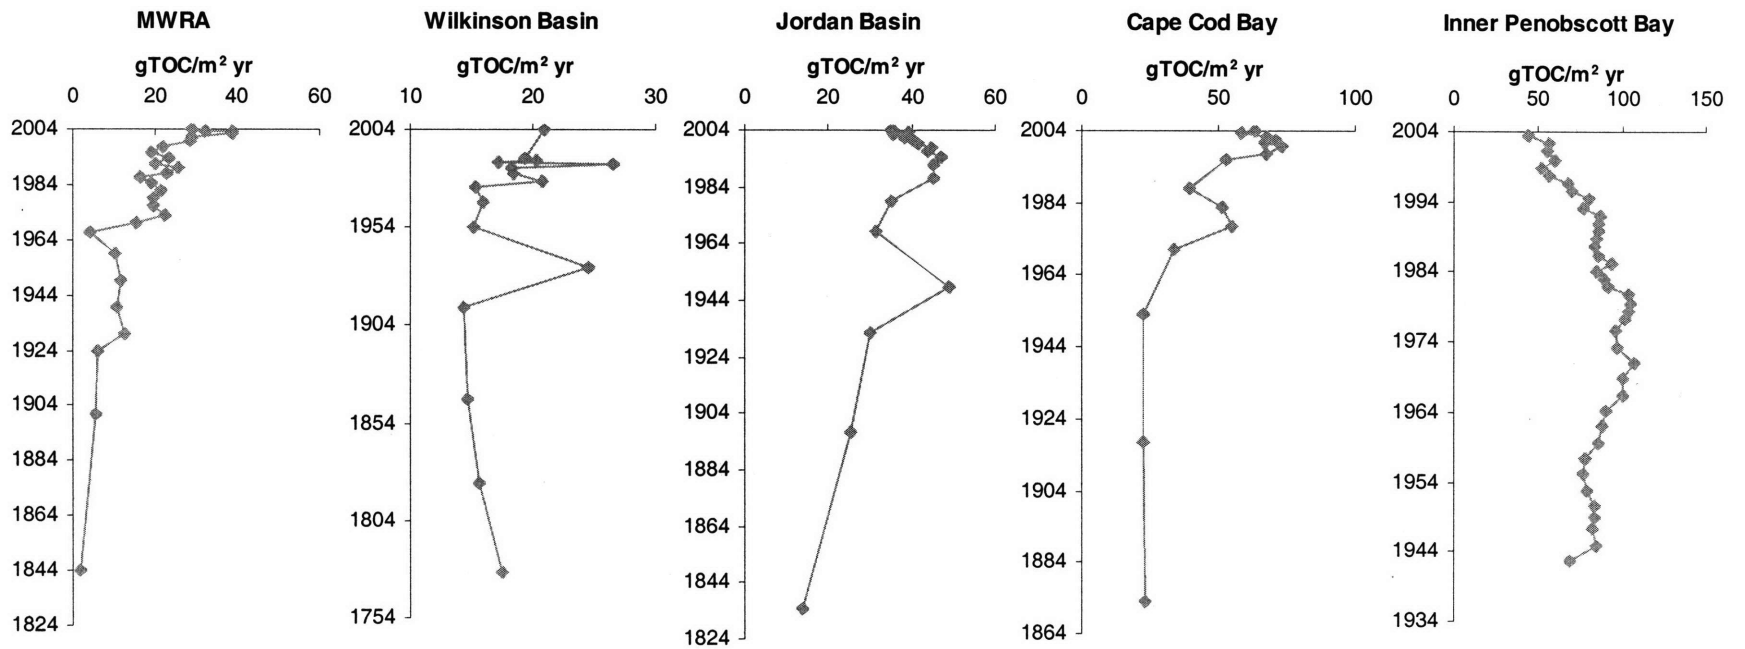 MWRA
gTOC/m² yr
0 20 40 60
2004
1984
1964
1944
1924
1904
1884
1864
1844
1824
Wilkinson Basin
gTOC/m² yr
10 20 30
2004
1954
1904
1854
1804
1754
Jordan Basin
gTOC/m² yr
0 20 40 60
2004
1984
1964
1944
1924
1904
1884
1864
1844
1824
Cape Cod Bay
gTOC/m² yr
0 50 100
2004
1984
1964
1944
1924
1904
1884
1864
Inner Penobscott Bay
gTOC/m² yr
0 50 100 150
2004
1994
1984
1974
1964
1954
1944
1934